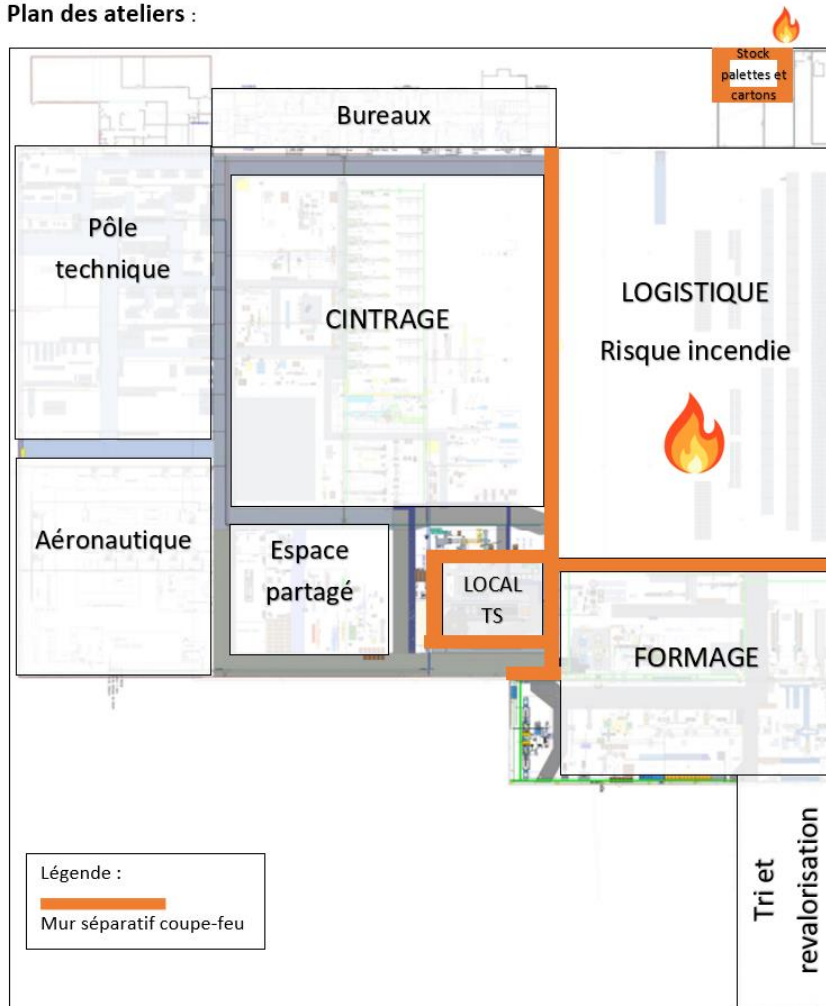 Plan des ateliers :
Stock
palettes et
cartons
Bureaux
Pôle
technique
CINTRAGE
LOGISTIQUE
Risque incendie
Aéronautique
Espace
partagé
LOCAL
TS
FORMAGE
Tri et
revalorisation
Légende :
Mur séparatif coupe-feu